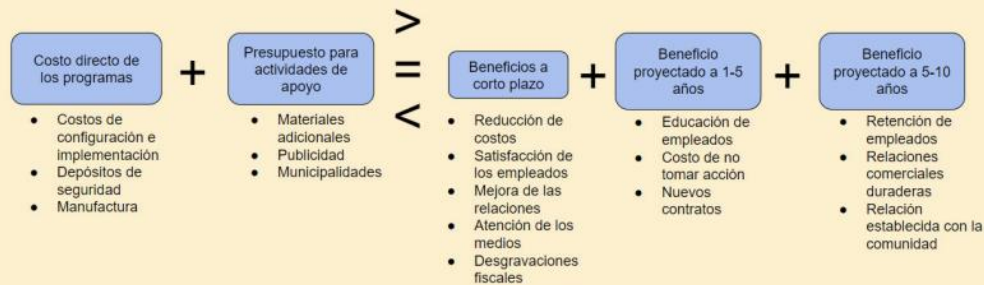 Costo directo de
los programas
+
Presupuesto para
actividades de
apoyo
>
=
<
Beneficios a
corto plazo
+
Beneficio
proyectado a 1-5
años
+
Beneficio
proyectado a 5-10
años
• Costos de
configuración e
implementación
• Depósitos de
seguridad
• Manufactura
• Materiales
adicionales
• Publicidad
• Municipalidades
• Reducción de
costos
• Satisfacción de
los empleados
• Mejora de las
relaciones
• Atención de los
medios
• Desgravaciones
fiscales
• Educación de
empleados
• Costo de no
tomar acción
• Nuevos
contratos
• Retención de
empleados
• Relaciones
comerciales
duraderas
• Relación
establecida con la
comunidad